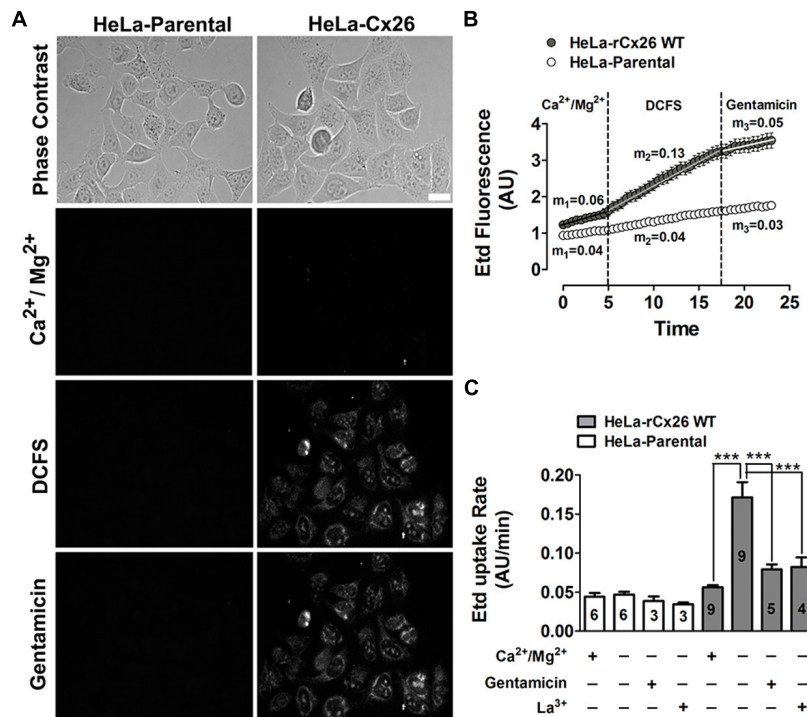 A
HeLa-Parental
HeLa-Cx26
Phase Contrast
Ca2+/ Mg2+
DCFS
Gentamicin
B
HeLa-rCx26 WT
HeLa-Parental
Ca2+/Mg2+
DCFS
Gentamicin
m3=0.05
m2=0.13
m1=0.06
m1=0.04
m2=0.04
m3=0.03
Etd Fluorescence
(AU)
4
3
2
1
0
0 5 10 15 20 25
Time
C
HeLa-rCx26 WT
HeLa-Parental
*** *** ***
Etd uptake Rate
(AU/min)
0.20
0.15
0.10
0.05
0.00
6 6 3 3 9 9 5 4
Ca2+/Mg2+ + – – – + – – –
Gentamicin – – + – – – + –
La3+ – – – + – – – +